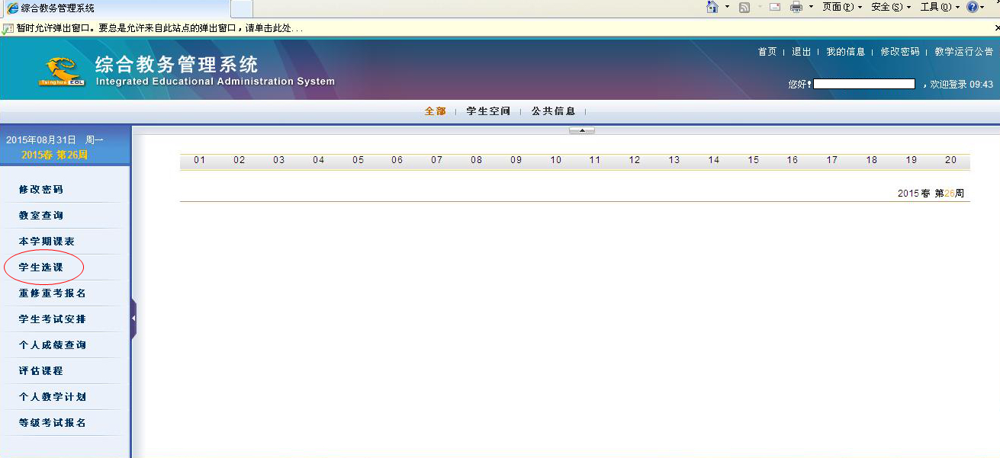 综合教务管理系统
页面(P) 安全(S) 工具(O)
暂时允许弹出窗口。要总是允许来自此站点的弹出窗口，请单击此处...
首页 | 退出 | 我的信息 | 修改密码 | 教学运行公告
Tsinghua EOL
综合教务管理系统
Integrated Educational Administration System
您好! ，欢迎登录 09:43
全部 | 学生空间 | 公共信息 |
2015年08月31日 周一
2015春 第26周
01 02 03 04 05 06 07 08 09 10 11 12 13 14 15 16 17 18 19 20
2015 春 第26周
修改密码
教室查询
本学期课表
学生选课
重修重考报名
学生考试安排
个人成绩查询
评估课程
个人教学计划
等级考试报名